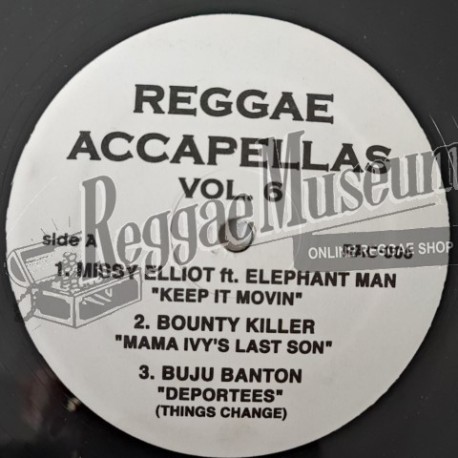 REGGAE
ACCAPELLAS
VOL. 6
Reggae Museum
ONLINE REGGAE SHOP
side A
1. MISSY ELLIOT ft. ELEPHANT MAN
"KEEP IT MOVIN"
2. BOUNTY KILLER
"MAMA IVY'S LAST SON"
3. BUJU BANTON
"DEPORTEES"
(THINGS CHANGE)